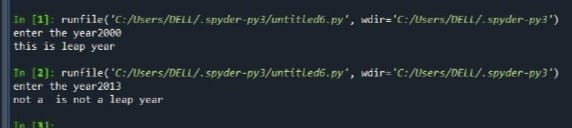 In [1]: runfile('C:/Users/DELL/.spyder-py3/untitled6.py', wdir='C:/Users/DELL/.spyder-py3')
enter the year2000
this is leap year
In [2]: runfile('C:/Users/DELL/.spyder-py3/untitled6.py', wdir='C:/Users/DELL/.spyder-py3')
enter the year2013
not a  is not a leap year
In [3]: